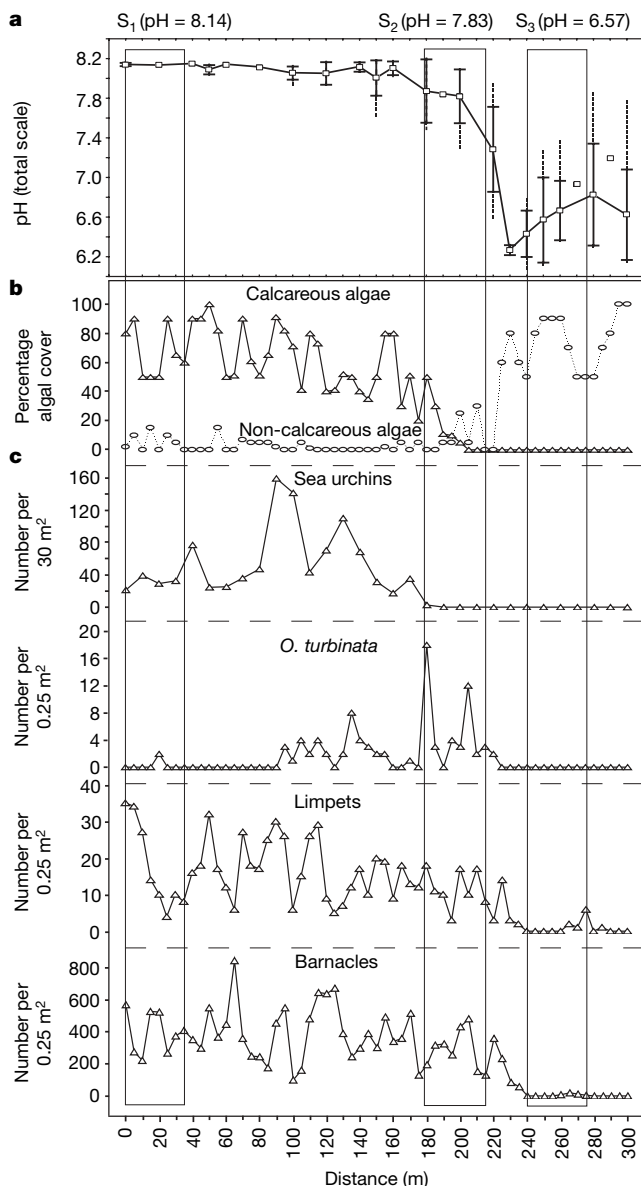 a
S1 (pH = 8.14)
S2 (pH = 7.83)
S3 (pH = 6.57)
8.2
7.8
7.4
7.0
6.6
6.2
pH (total scale)
b
Calcareous algae
Non-calcareous algae
100
80
60
40
20
0
Percentage
algal cover
c
Sea urchins
160
120
80
40
0
Number per
30 m²
O. turbinata
20
16
12
8
4
0
Number per
0.25 m²
Limpets
40
30
20
10
0
Number per
0.25 m²
Barnacles
800
600
400
200
0
Number per
0.25 m²
0 20 40 60 80 100 120 140 160 180 200 220 240 260 280 300
Distance (m)